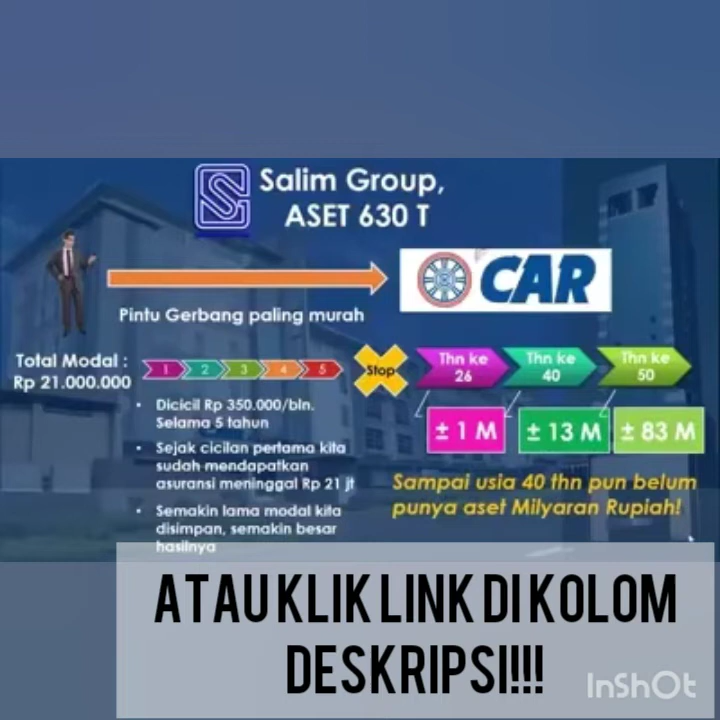 Salim Group,
ASET 630 T
CAR
Pintu Gerbang paling murah
Total Modal :
Rp 21.000.000
1 2 3 4 5
Stop
Thn ke
26
Thn ke
40
Thn ke
50
± 1 M
± 13 M
± 83 M
• Dicicil Rp 350.000/bln.
Selama 5 tahun
• Sejak cicilan pertama kita
sudah mendapatkan
asuransi meninggal Rp 21 jt
• Semakin lama modal kita
disimpan, semakin besar
hasilnya
Sampai usia 40 thn pun belum
punya aset Milyaran Rupiah!
ATAU KLIK LINK DI KOLOM
DESKRIPSI!!!
InShOt